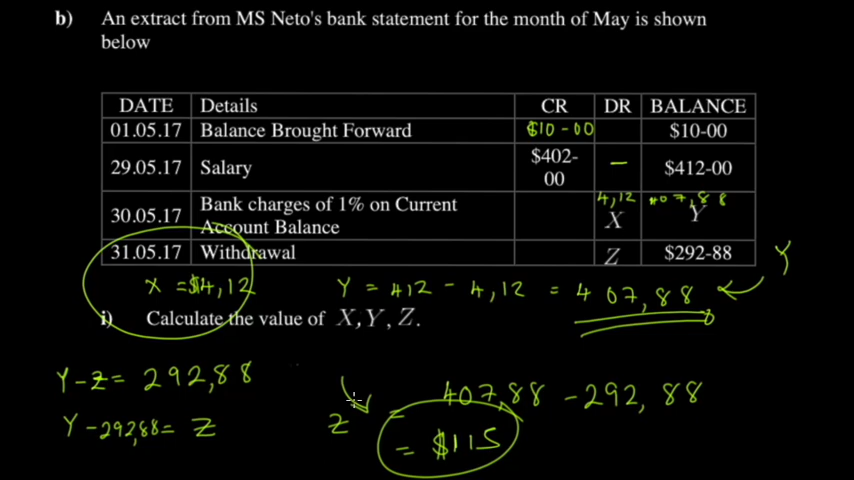 b) An extract from MS Neto's bank statement for the month of May is shown
below
DATE Details CR DR BALANCE
01.05.17 Balance Brought Forward $10-00 $10-00
29.05.17 Salary $402-00 – $412-00
30.05.17 Bank charges of 1% on Current Account Balance 4,12 X 407,88 Y
31.05.17 Withdrawal Z $292-88
Y
X = $4,12 Y = 412 - 4,12 = 407,88
i) Calculate the value of X, Y, Z.
Y-Z = 292,88
407,88 - 292,88
Y - 292,88 = Z
Z =
= $115